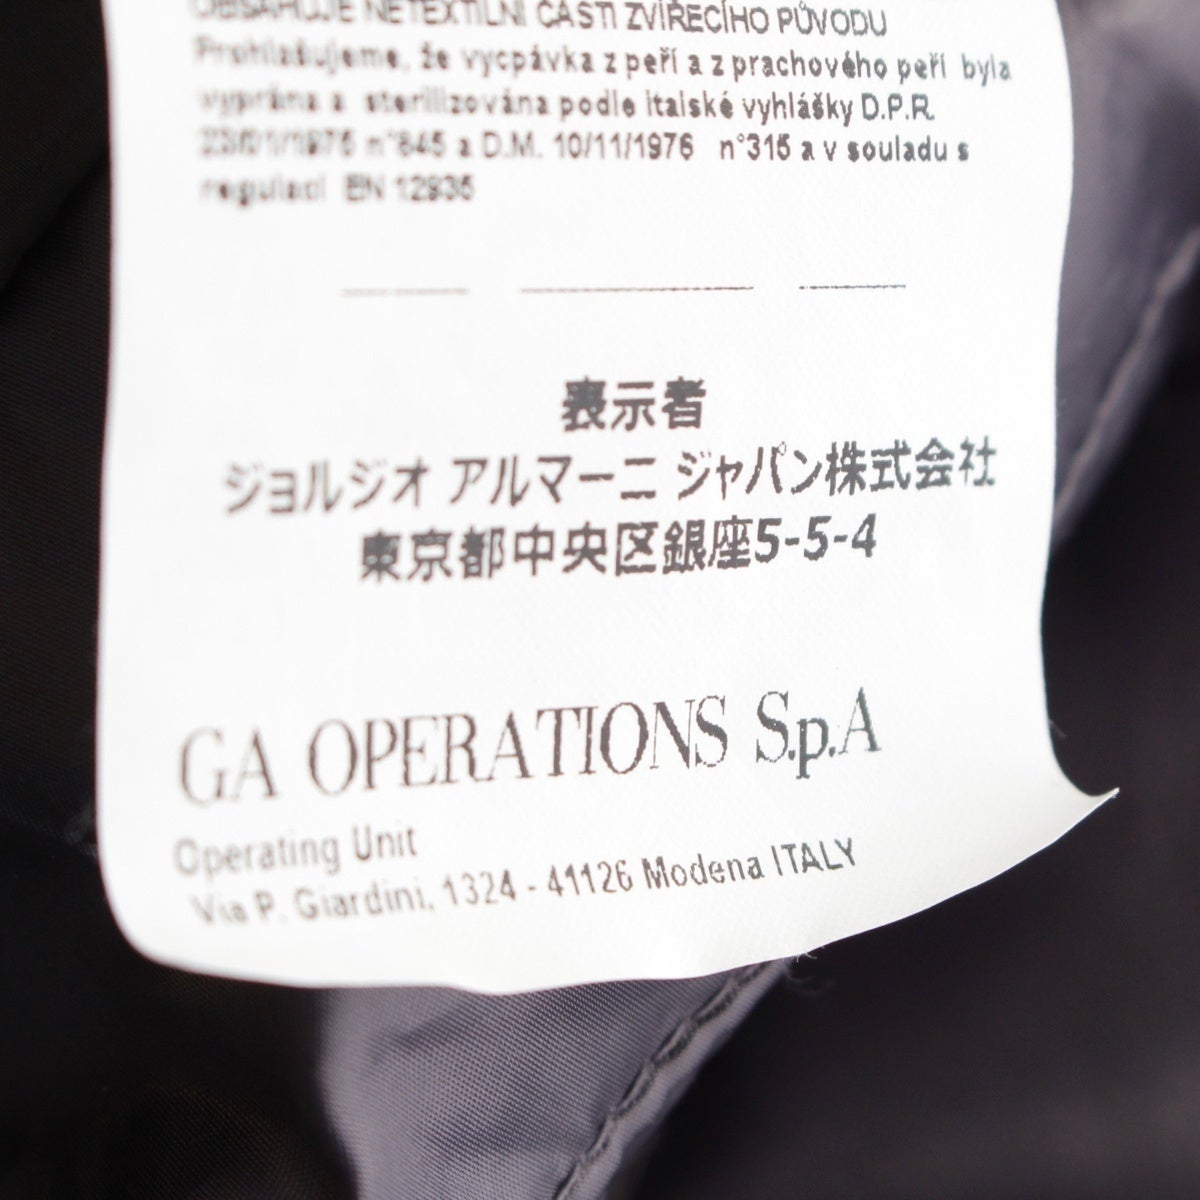 OBSAHUJE NETEXTILNÍ ČÁSTI ZVÍŘECÍHO PŮVODU
Prohlašujeme, že vycpávka z peří a z prachového peří byla
vyprána a sterilizována podle italské vyhlášky D.P.R.
23/01/1975 n°845 a D.M. 10/11/1976 n°315 a v souladu s
regulací EN 12935
表示者
ジョルジオ アルマーニ ジャパン株式会社
東京都中央区銀座5-5-4
GA OPERATIONS S.p.A
Operating Unit
Via P. Giardini, 1324 - 41126 Modena ITALY